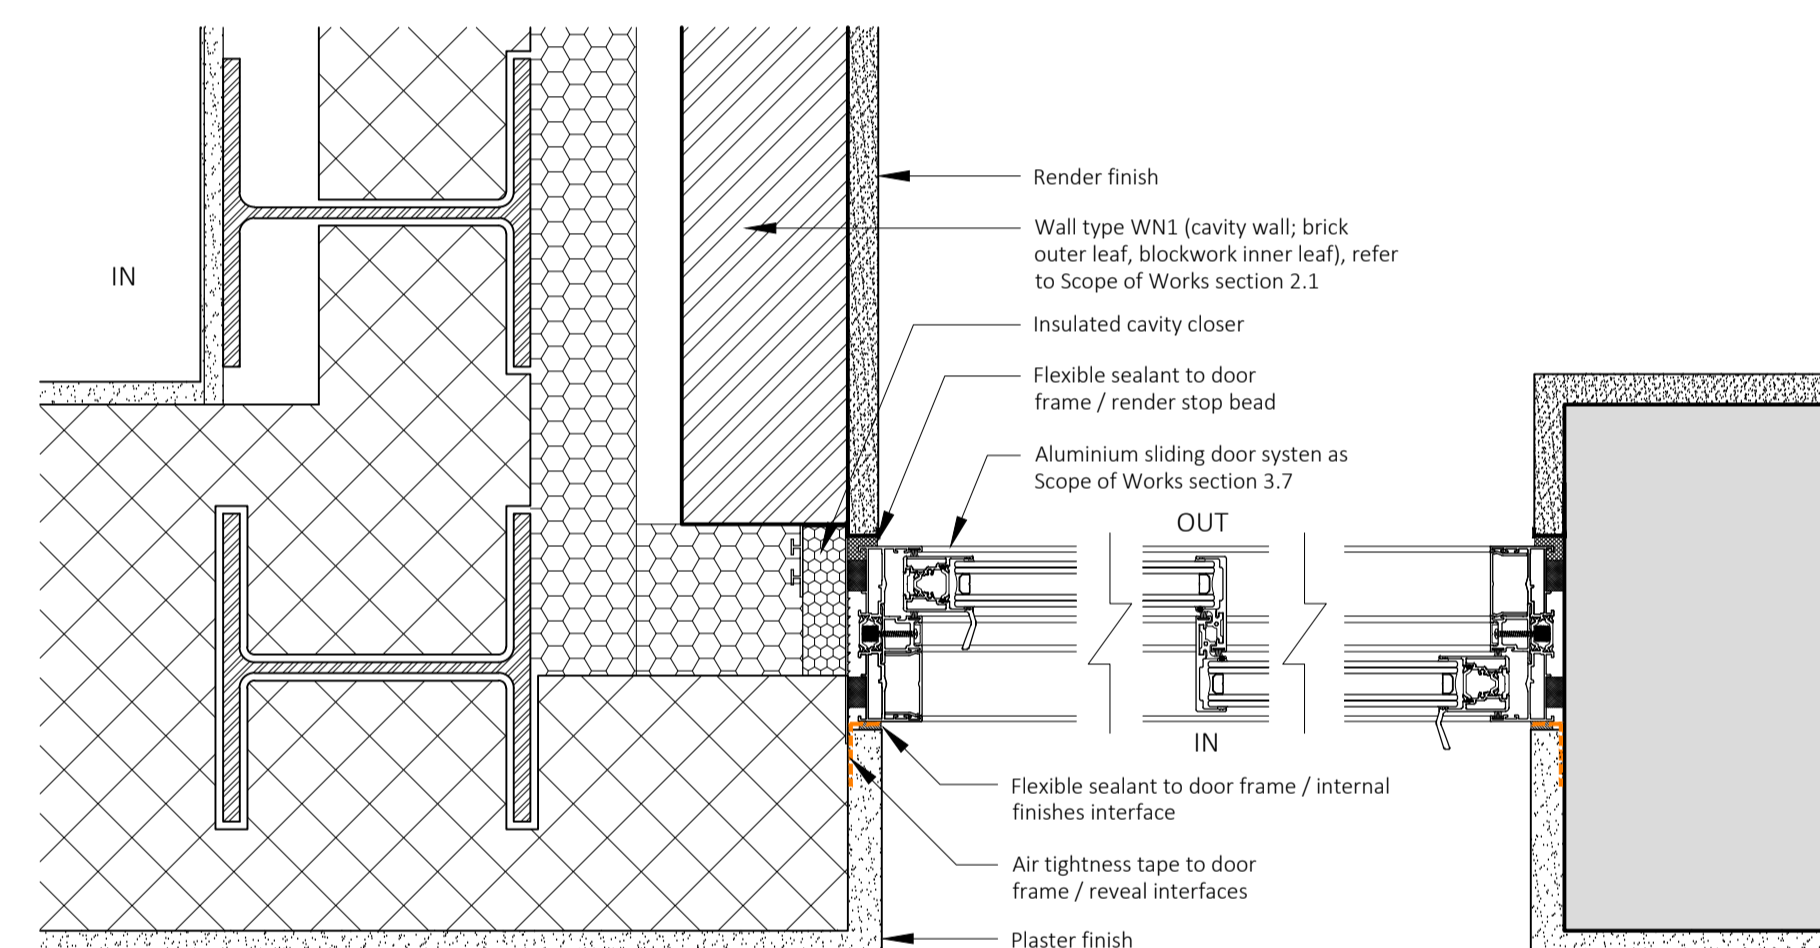 IN
Render finish
Wall type WN1 (cavity wall; brick
outer leaf, blockwork inner leaf), refer
to Scope of Works section 2.1
Insulated cavity closer
Flexible sealant to door
frame / render stop bead
Aluminium sliding door systen as
Scope of Works section 3.7
OUT
IN
Flexible sealant to door frame / internal
finishes interface
Air tightness tape to door
frame / reveal interfaces
Plaster finish